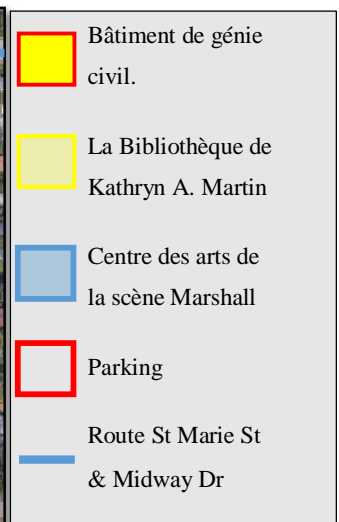 Bâtiment de génie
civil.
La Bibliothèque de
Kathryn A. Martin
Centre des arts de
la scène Marshall
Parking
Route St Marie St
& Midway Dr